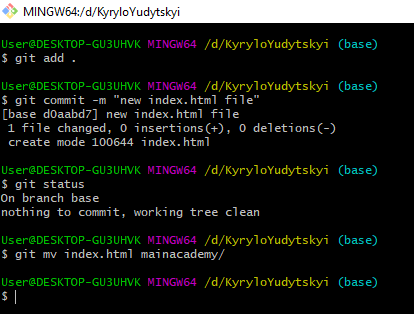 MINGW64:/d/KyryloYudytskyi
User@DESKTOP-GU3UHVK MINGW64 /d/KyryloYudytskyi (base)
$ git add .
User@DESKTOP-GU3UHVK MINGW64 /d/KyryloYudytskyi (base)
$ git commit -m "new index.html file"
[base d0aabd7] new index.html file
1 file changed, 0 insertions(+), 0 deletions(-)
create mode 100644 index.html
User@DESKTOP-GU3UHVK MINGW64 /d/KyryloYudytskyi (base)
$ git status
On branch base
nothing to commit, working tree clean
User@DESKTOP-GU3UHVK MINGW64 /d/KyryloYudytskyi (base)
$ git mv index.html mainacademy/
User@DESKTOP-GU3UHVK MINGW64 /d/KyryloYudytskyi (base)
$